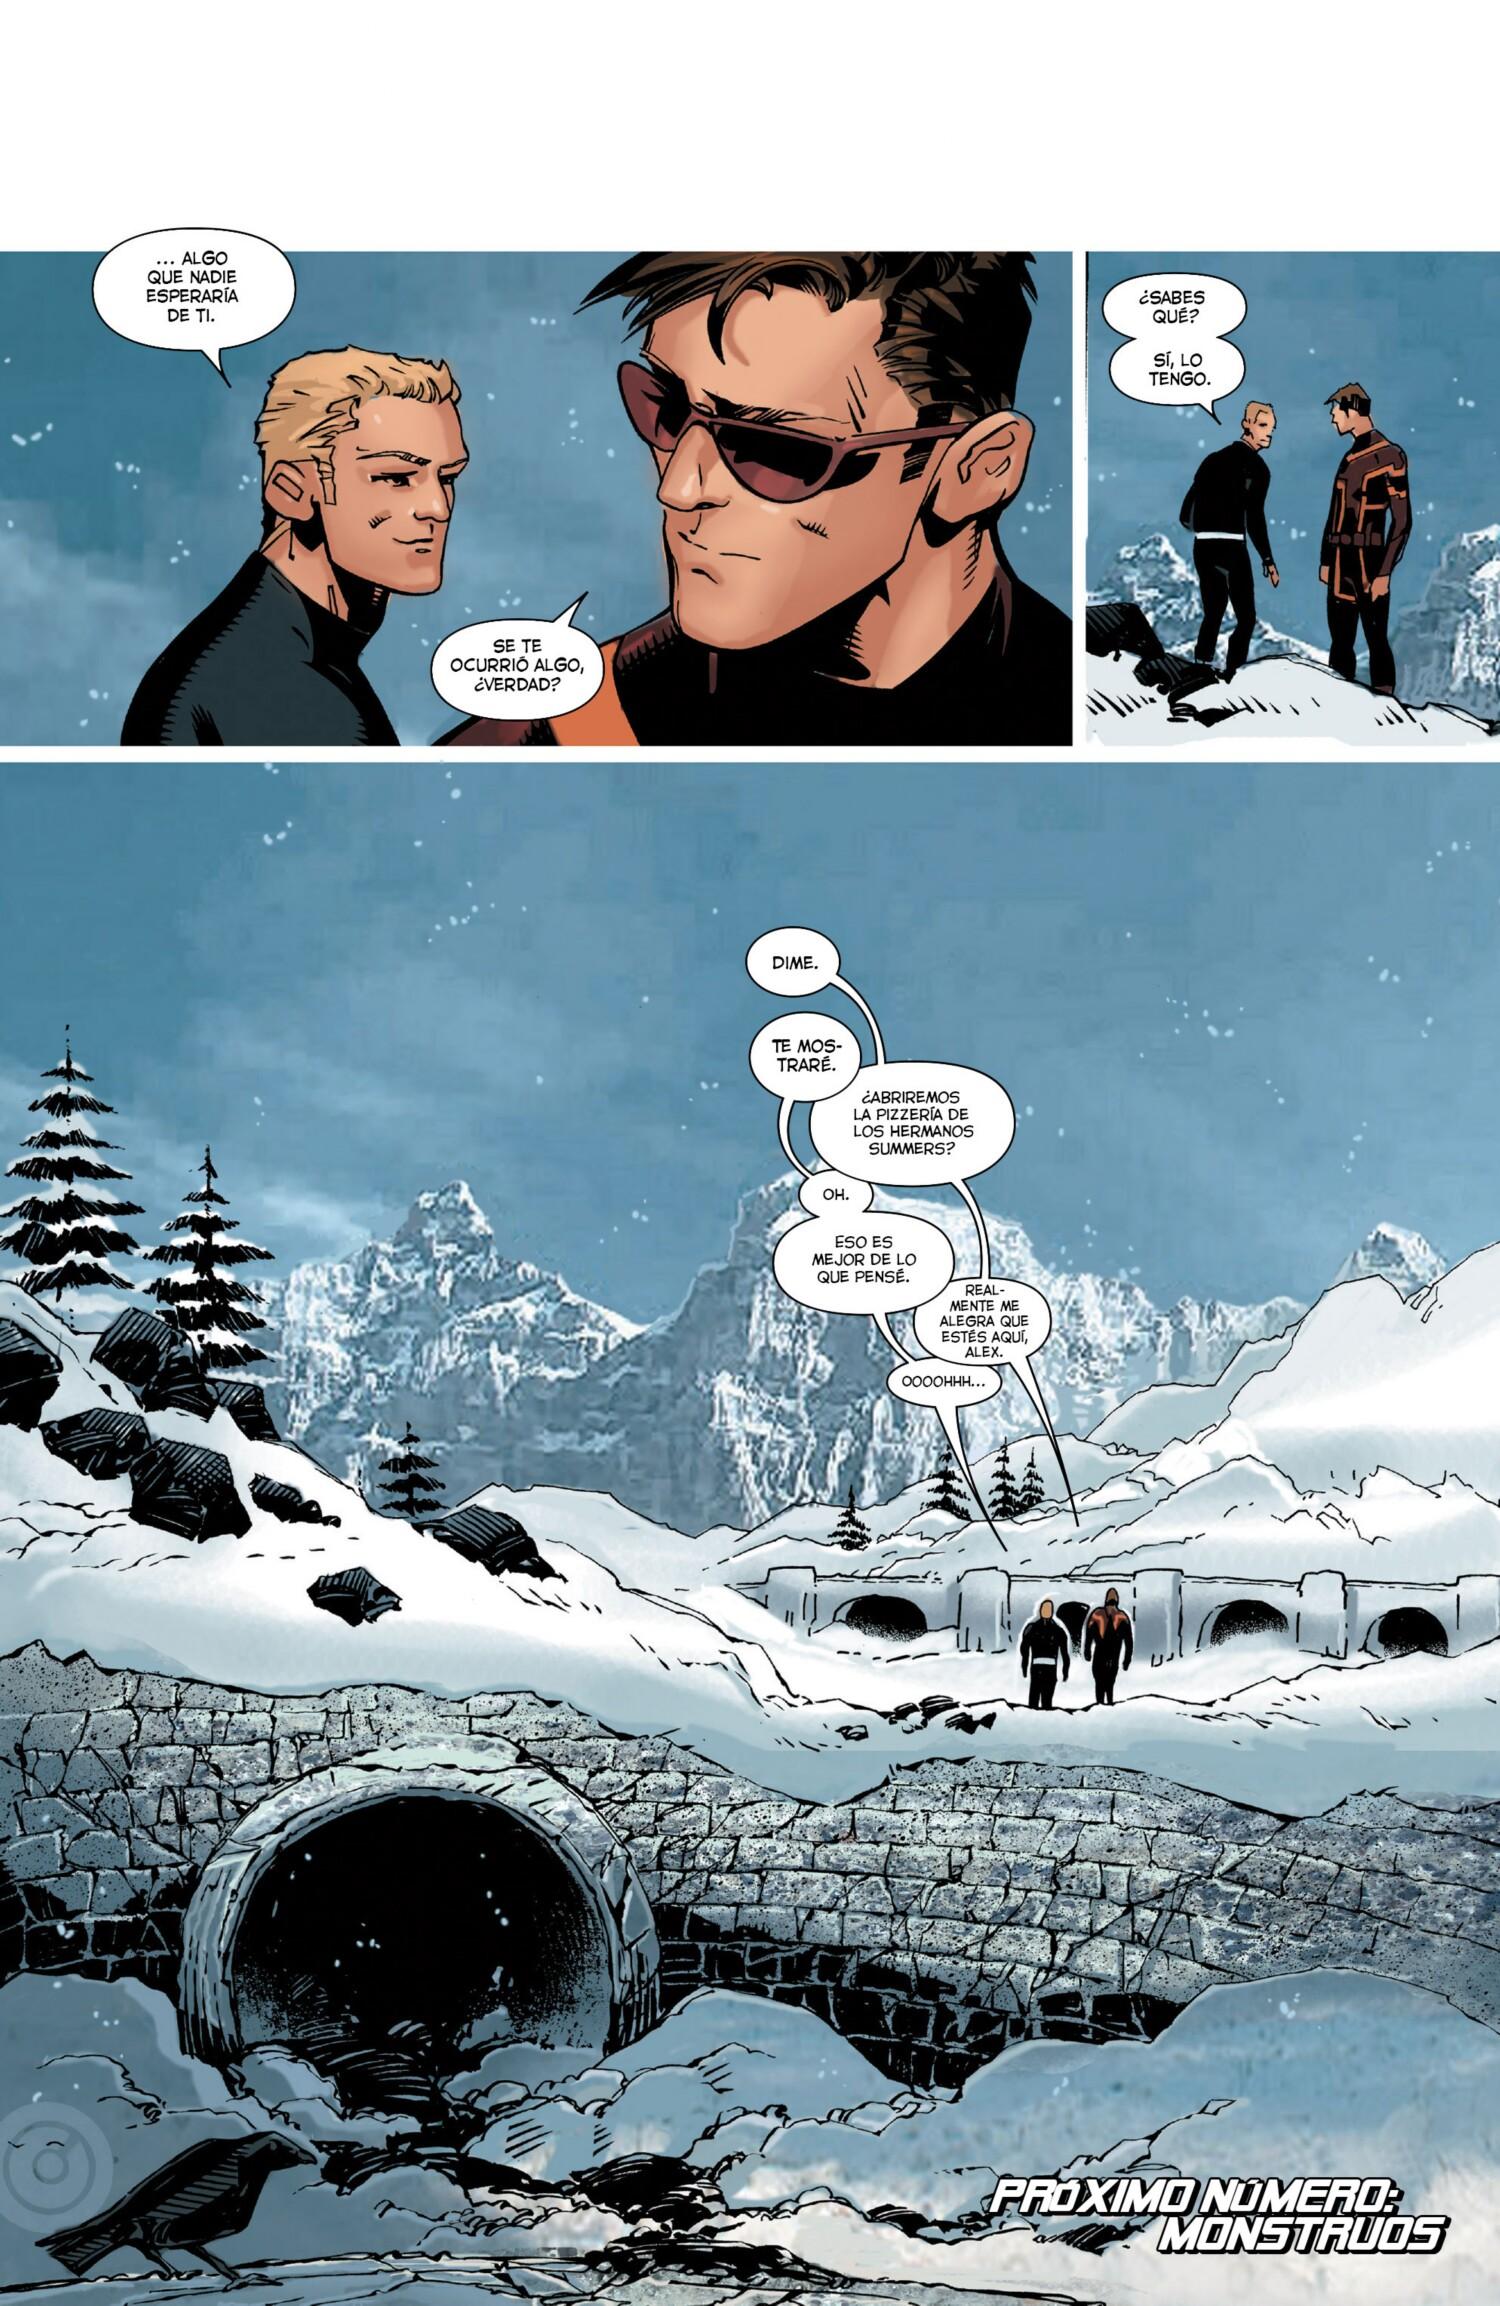 ... ALGO
QUE NADIE
ESPERARÍA
DE TI.
SE TE
OCURRIÓ ALGO,
¿VERDAD?
¿SABES
QUÉ?
SÍ, LO
TENGO.
DIME.
TE MOS-
TRARÉ.
¿ABRIREMOS
LA PIZZERÍA DE
LOS HERMANOS
SUMMERS?
OH.
ESO ES
MEJOR DE LO
QUE PENSÉ.
REAL-
MENTE ME
ALEGRA QUE
ESTÉS AQUÍ,
ALEX.
OOOOHHH...
PRÓXIMO NÚMERO:
MONSTRUOS